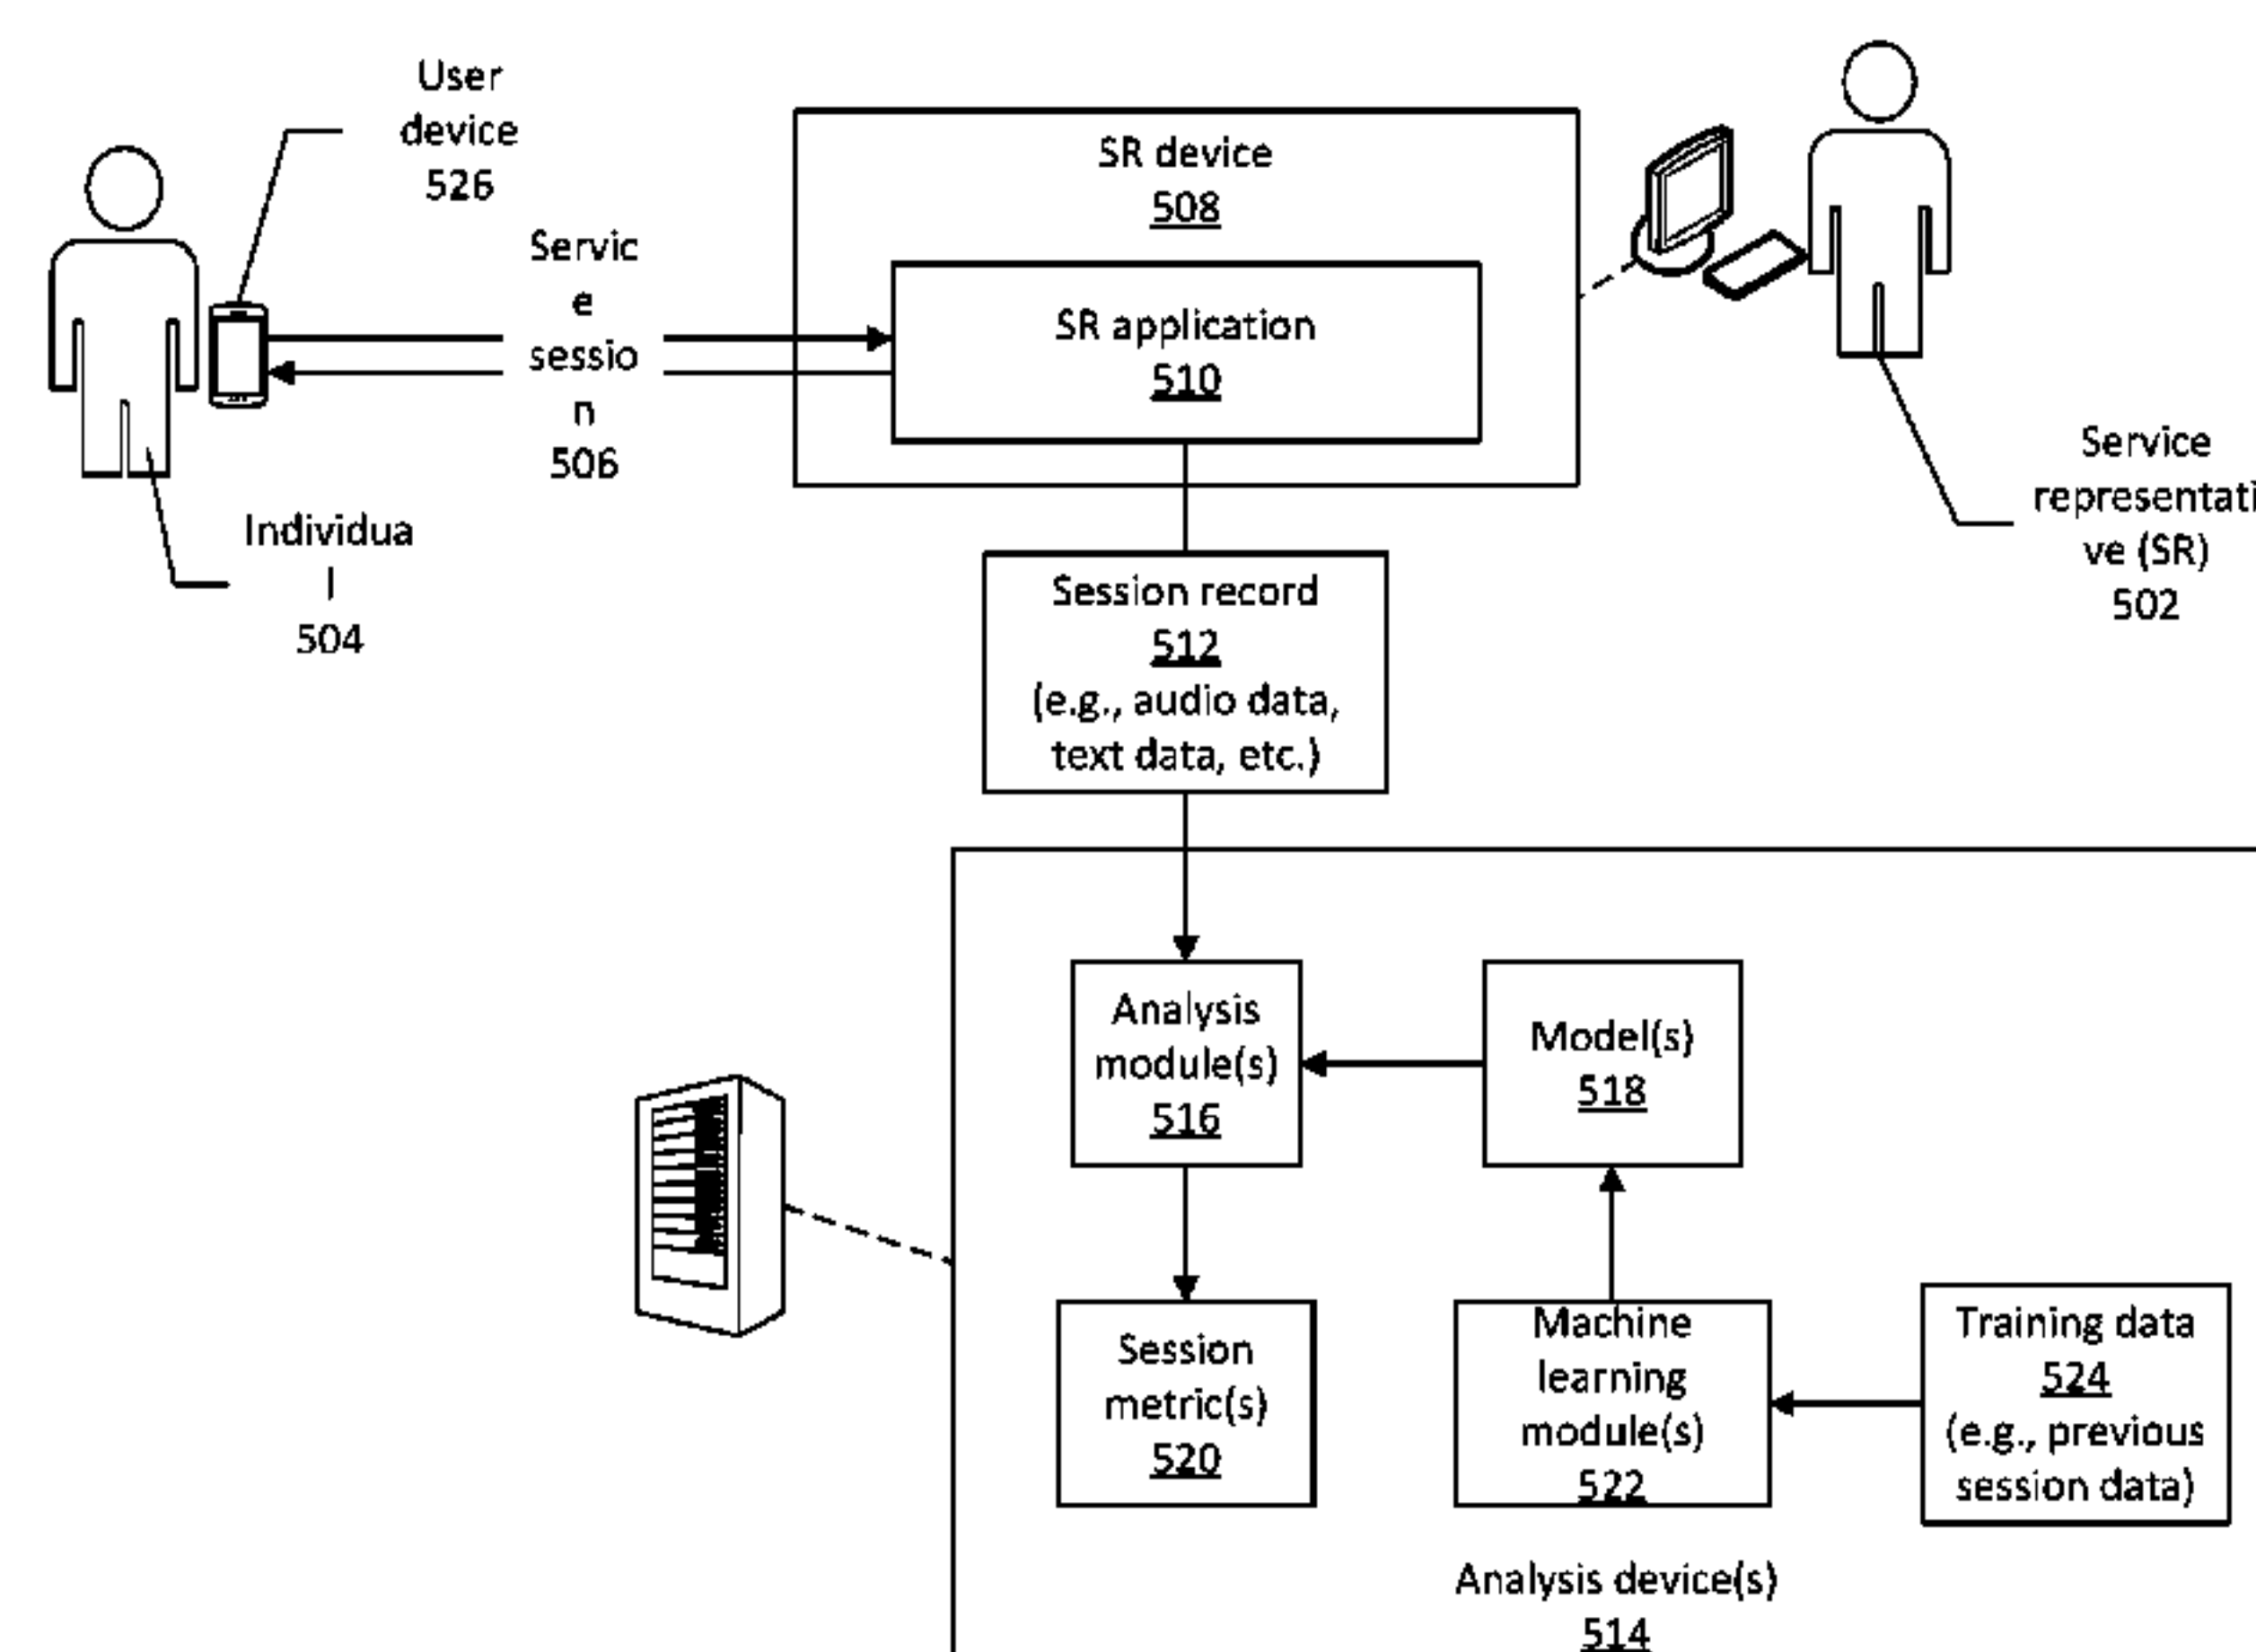 User
device
526
SR device
508
Servic
e
sessio
n
506
SR application
510
Service
representati
ve (SR)
502
Individua
l
504
Session record
512
(e.g., audio data,
text data, etc.)
Analysis
module(s)
516
Model(s)
518
Session
metric(s)
520
Machine
learning
module(s)
522
Training data
524
(e.g., previous
session data)
Analysis device(s)
514